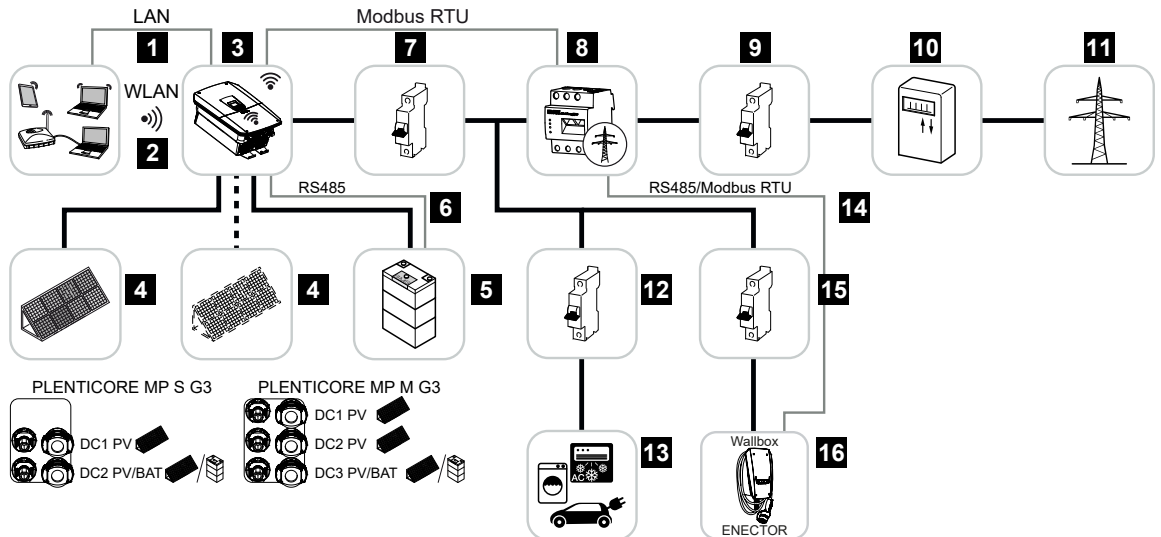 LAN
Modbus RTU
1
3
7
8
9
10
11
WLAN
2
RS485
6
RS485/Modbus RTU
14
4
4
5
12
15
PLENTICORE MP S G3
DC1 PV
DC2 PV/BAT
/
PLENTICORE MP M G3
DC1 PV
DC2 PV
DC3 PV/BAT
/
AC
13
Wallbox
16
ENECTOR